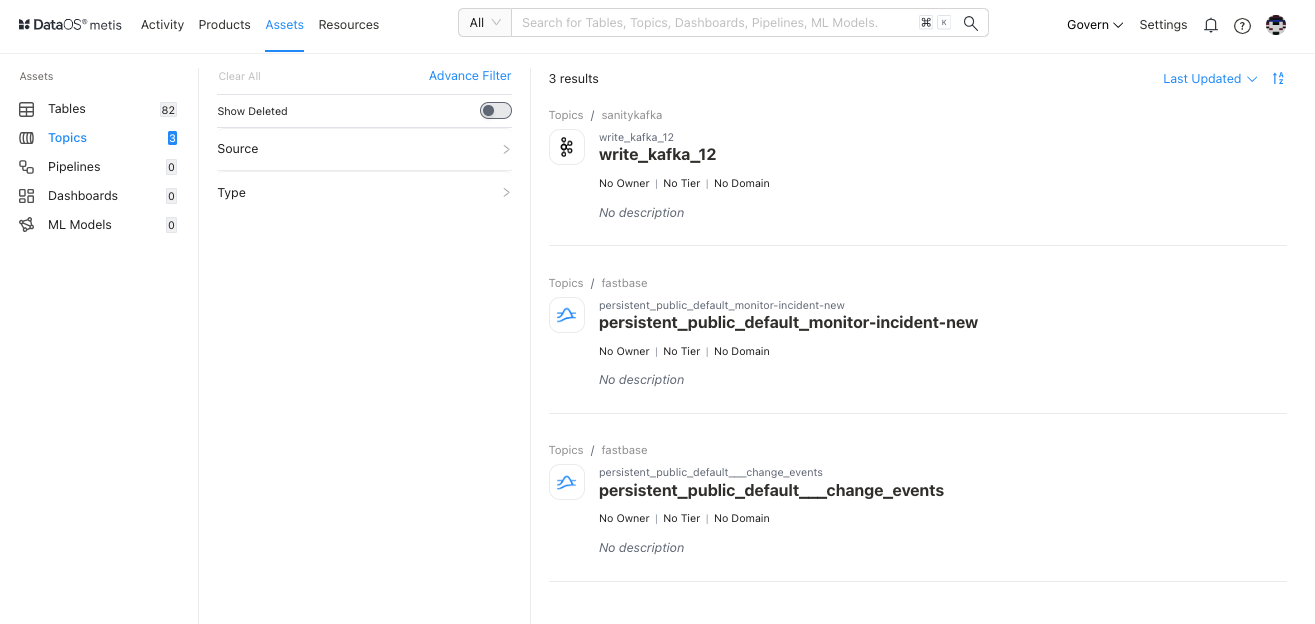 DataOS® metis Activity Products Assets Resources All Search for Tables, Topics, Dashboards, Pipelines, ML Models. ⌘ K Govern Settings
Assets
Tables 82
Topics 3
Pipelines 0
Dashboards 0
ML Models 0
Clear All Advance Filter
Show Deleted
Source
Type
3 results Last Updated
Topics / sanitykafka
write_kafka_12
write_kafka_12
No Owner | No Tier | No Domain
No description
Topics / fastbase
persistent_public_default_monitor-incident-new
persistent_public_default_monitor-incident-new
No Owner | No Tier | No Domain
No description
Topics / fastbase
persistent_public_default___change_events
persistent_public_default___change_events
No Owner | No Tier | No Domain
No description